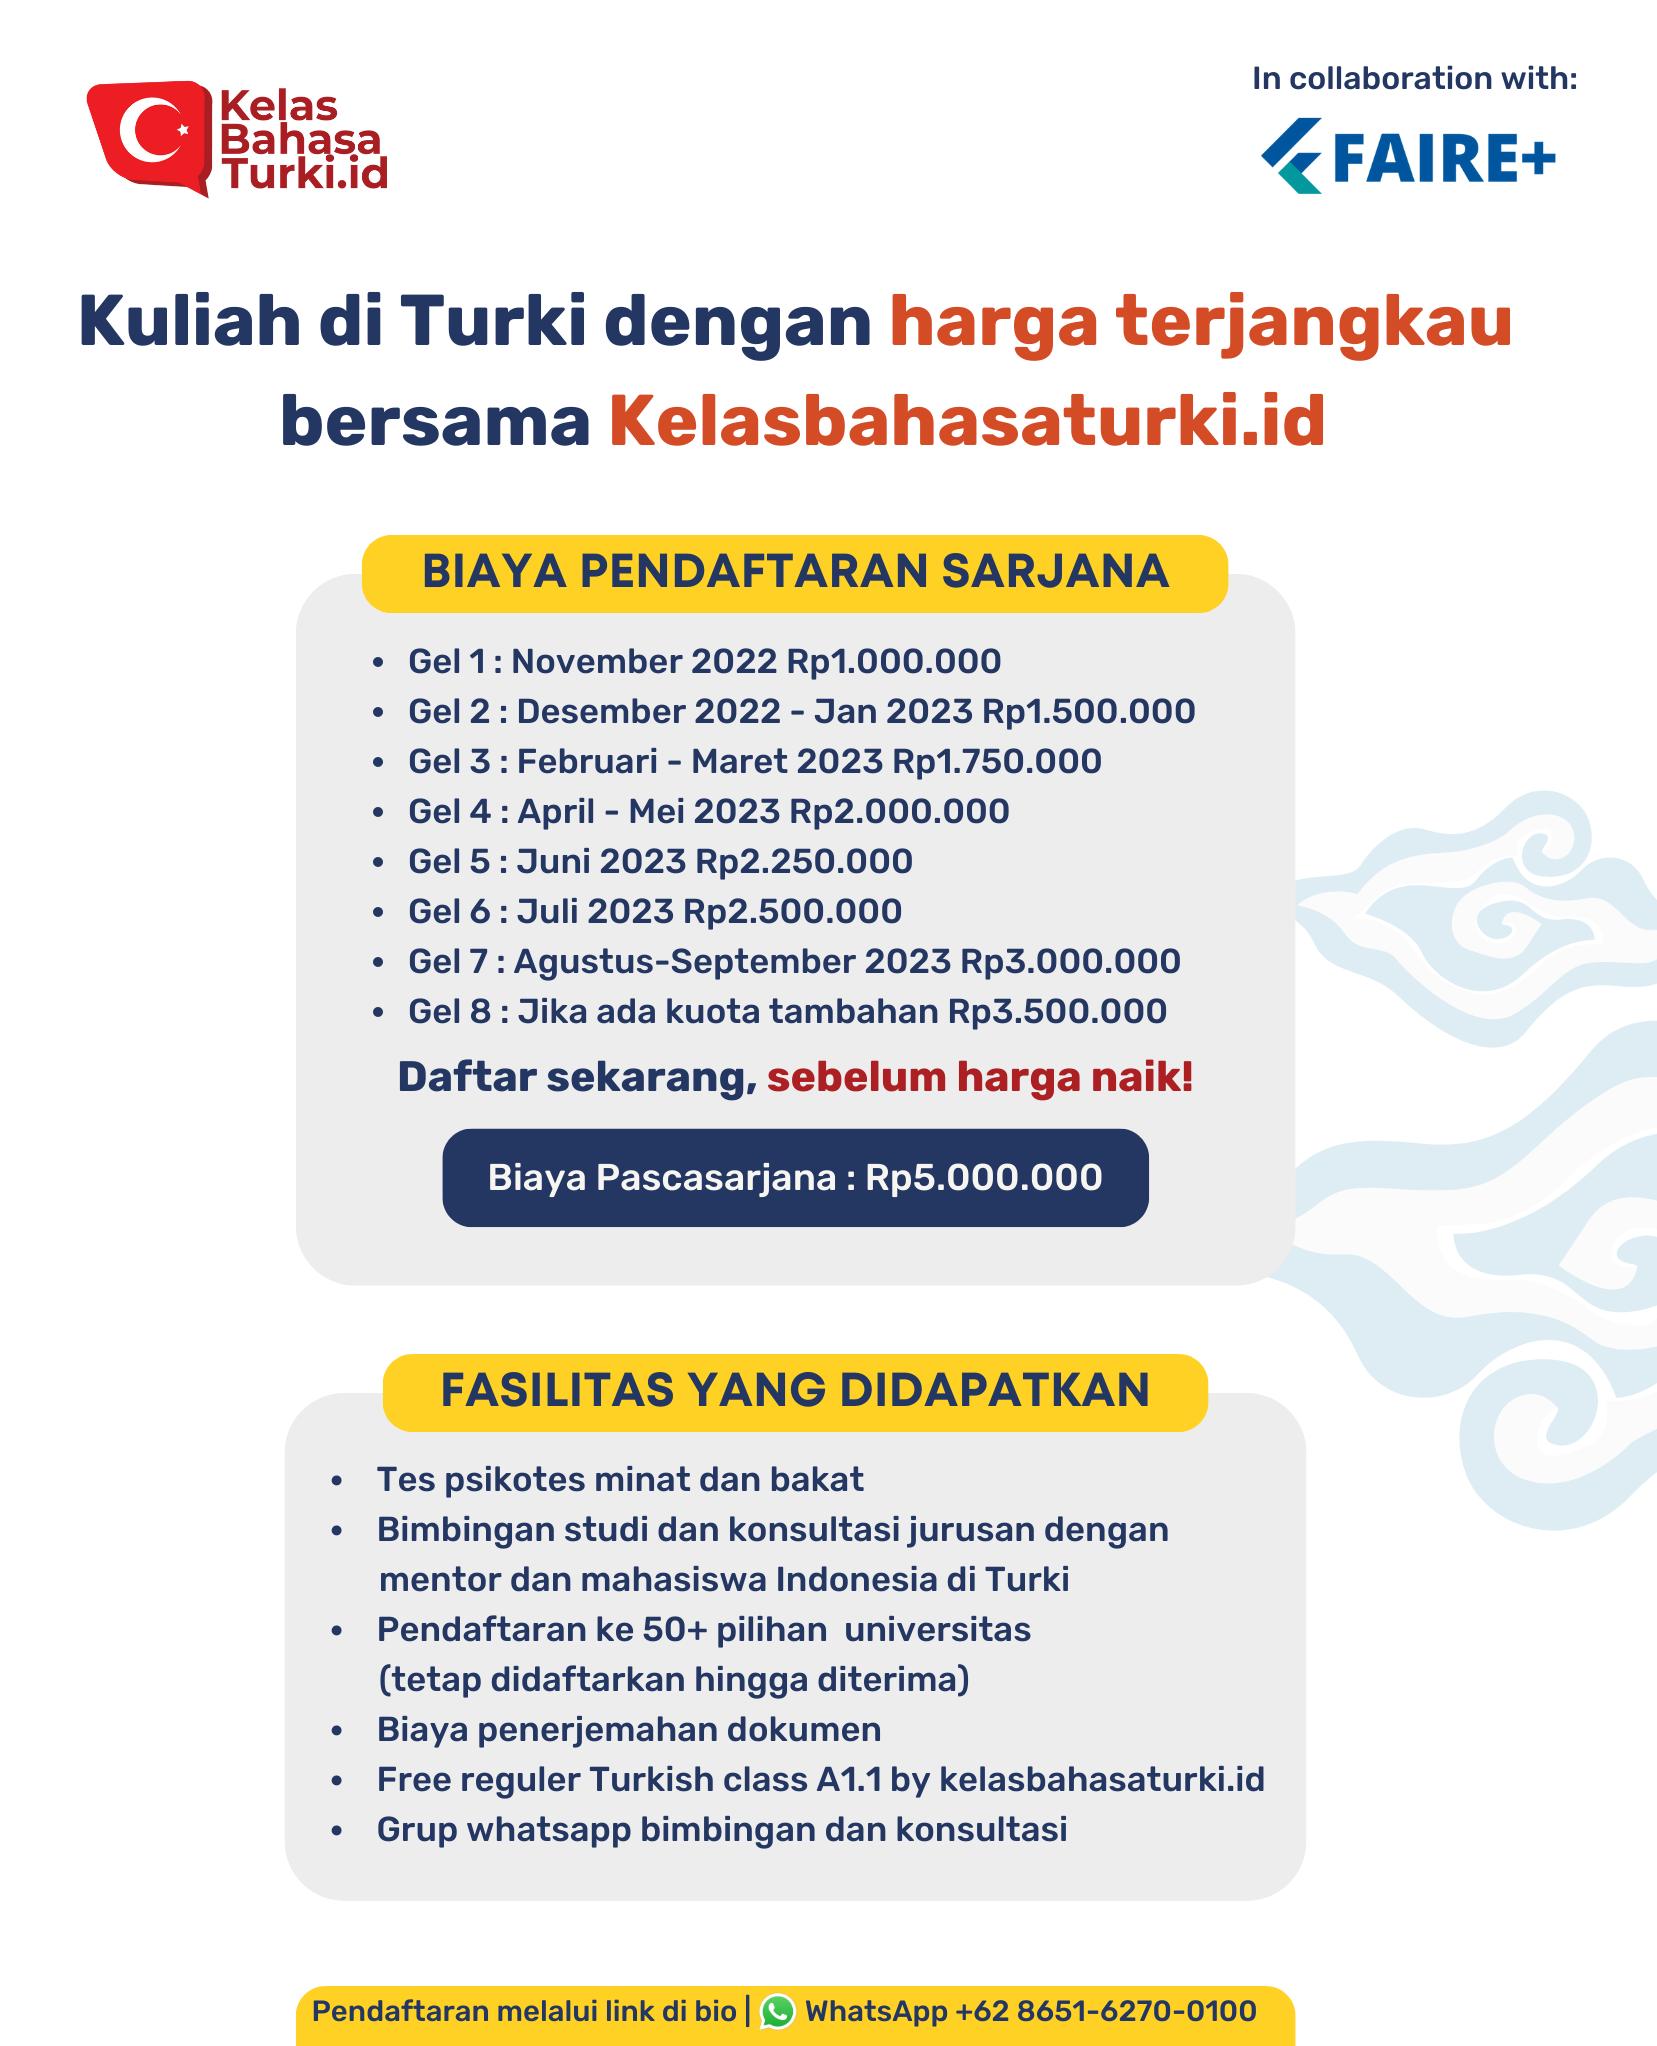 Kelas
Bahasa
Turki.id
In collaboration with:
FAIRE+
Kuliah di Turki dengan harga terjangkau
bersama Kelasbahasaturki.id
BIAYA PENDAFTARAN SARJANA
• Gel 1 : November 2022 Rp1.000.000
• Gel 2 : Desember 2022 - Jan 2023 Rp1.500.000
• Gel 3 : Februari - Maret 2023 Rp1.750.000
• Gel 4 : April - Mei 2023 Rp2.000.000
• Gel 5 : Juni 2023 Rp2.250.000
• Gel 6 : Juli 2023 Rp2.500.000
• Gel 7 : Agustus-September 2023 Rp3.000.000
• Gel 8 : Jika ada kuota tambahan Rp3.500.000
Daftar sekarang, sebelum harga naik!
Biaya Pascasarjana : Rp5.000.000
FASILITAS YANG DIDAPATKAN
• Tes psikotes minat dan bakat
• Bimbingan studi dan konsultasi jurusan dengan
mentor dan mahasiswa Indonesia di Turki
• Pendaftaran ke 50+ pilihan  universitas
(tetap didaftarkan hingga diterima)
• Biaya penerjemahan dokumen
• Free reguler Turkish class A1.1 by kelasbahasaturki.id
• Grup whatsapp bimbingan dan konsultasi
Pendaftaran melalui link di bio | WhatsApp +62 8651-6270-0100